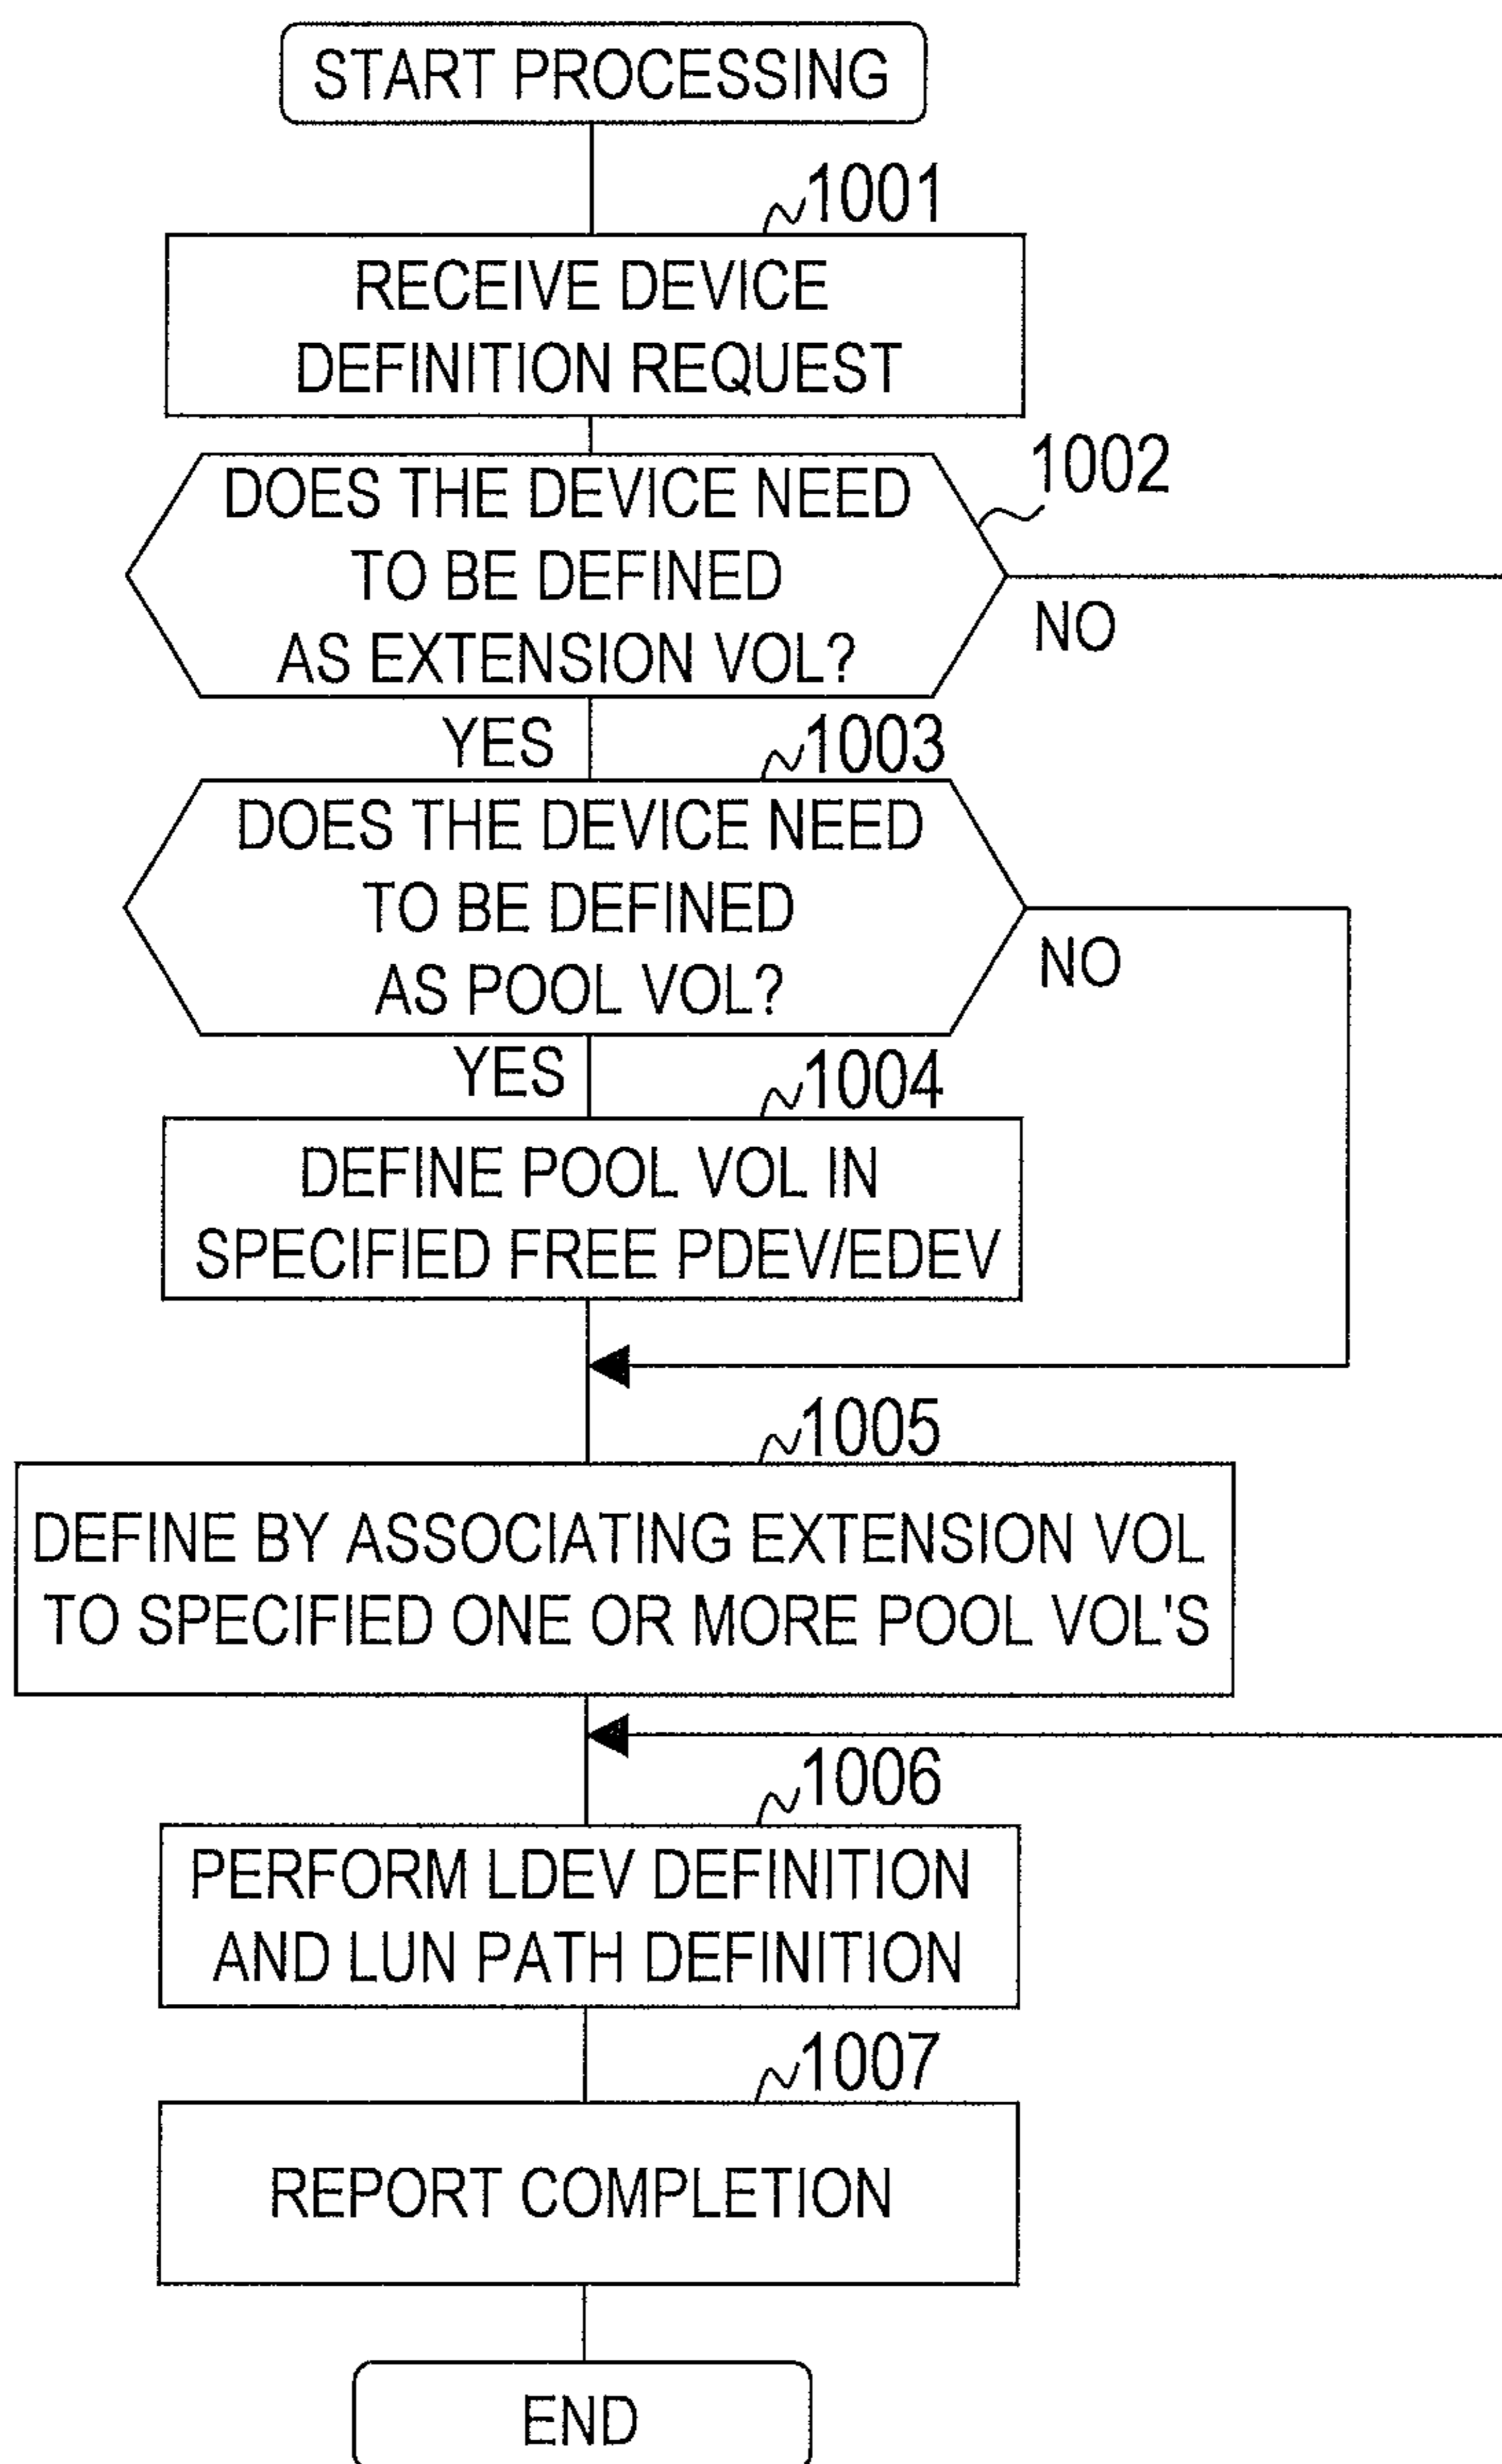 START PROCESSING
1001
RECEIVE DEVICE
DEFINITION REQUEST
1002
DOES THE DEVICE NEED
TO BE DEFINED
AS EXTENSION VOL?
NO
YES
1003
DOES THE DEVICE NEED
TO BE DEFINED
AS POOL VOL?
NO
YES
1004
DEFINE POOL VOL IN
SPECIFIED FREE PDEV/EDEV
1005
DEFINE BY ASSOCIATING EXTENSION VOL
TO SPECIFIED ONE OR MORE POOL VOL'S
1006
PERFORM LDEV DEFINITION
AND LUN PATH DEFINITION
1007
REPORT COMPLETION
END